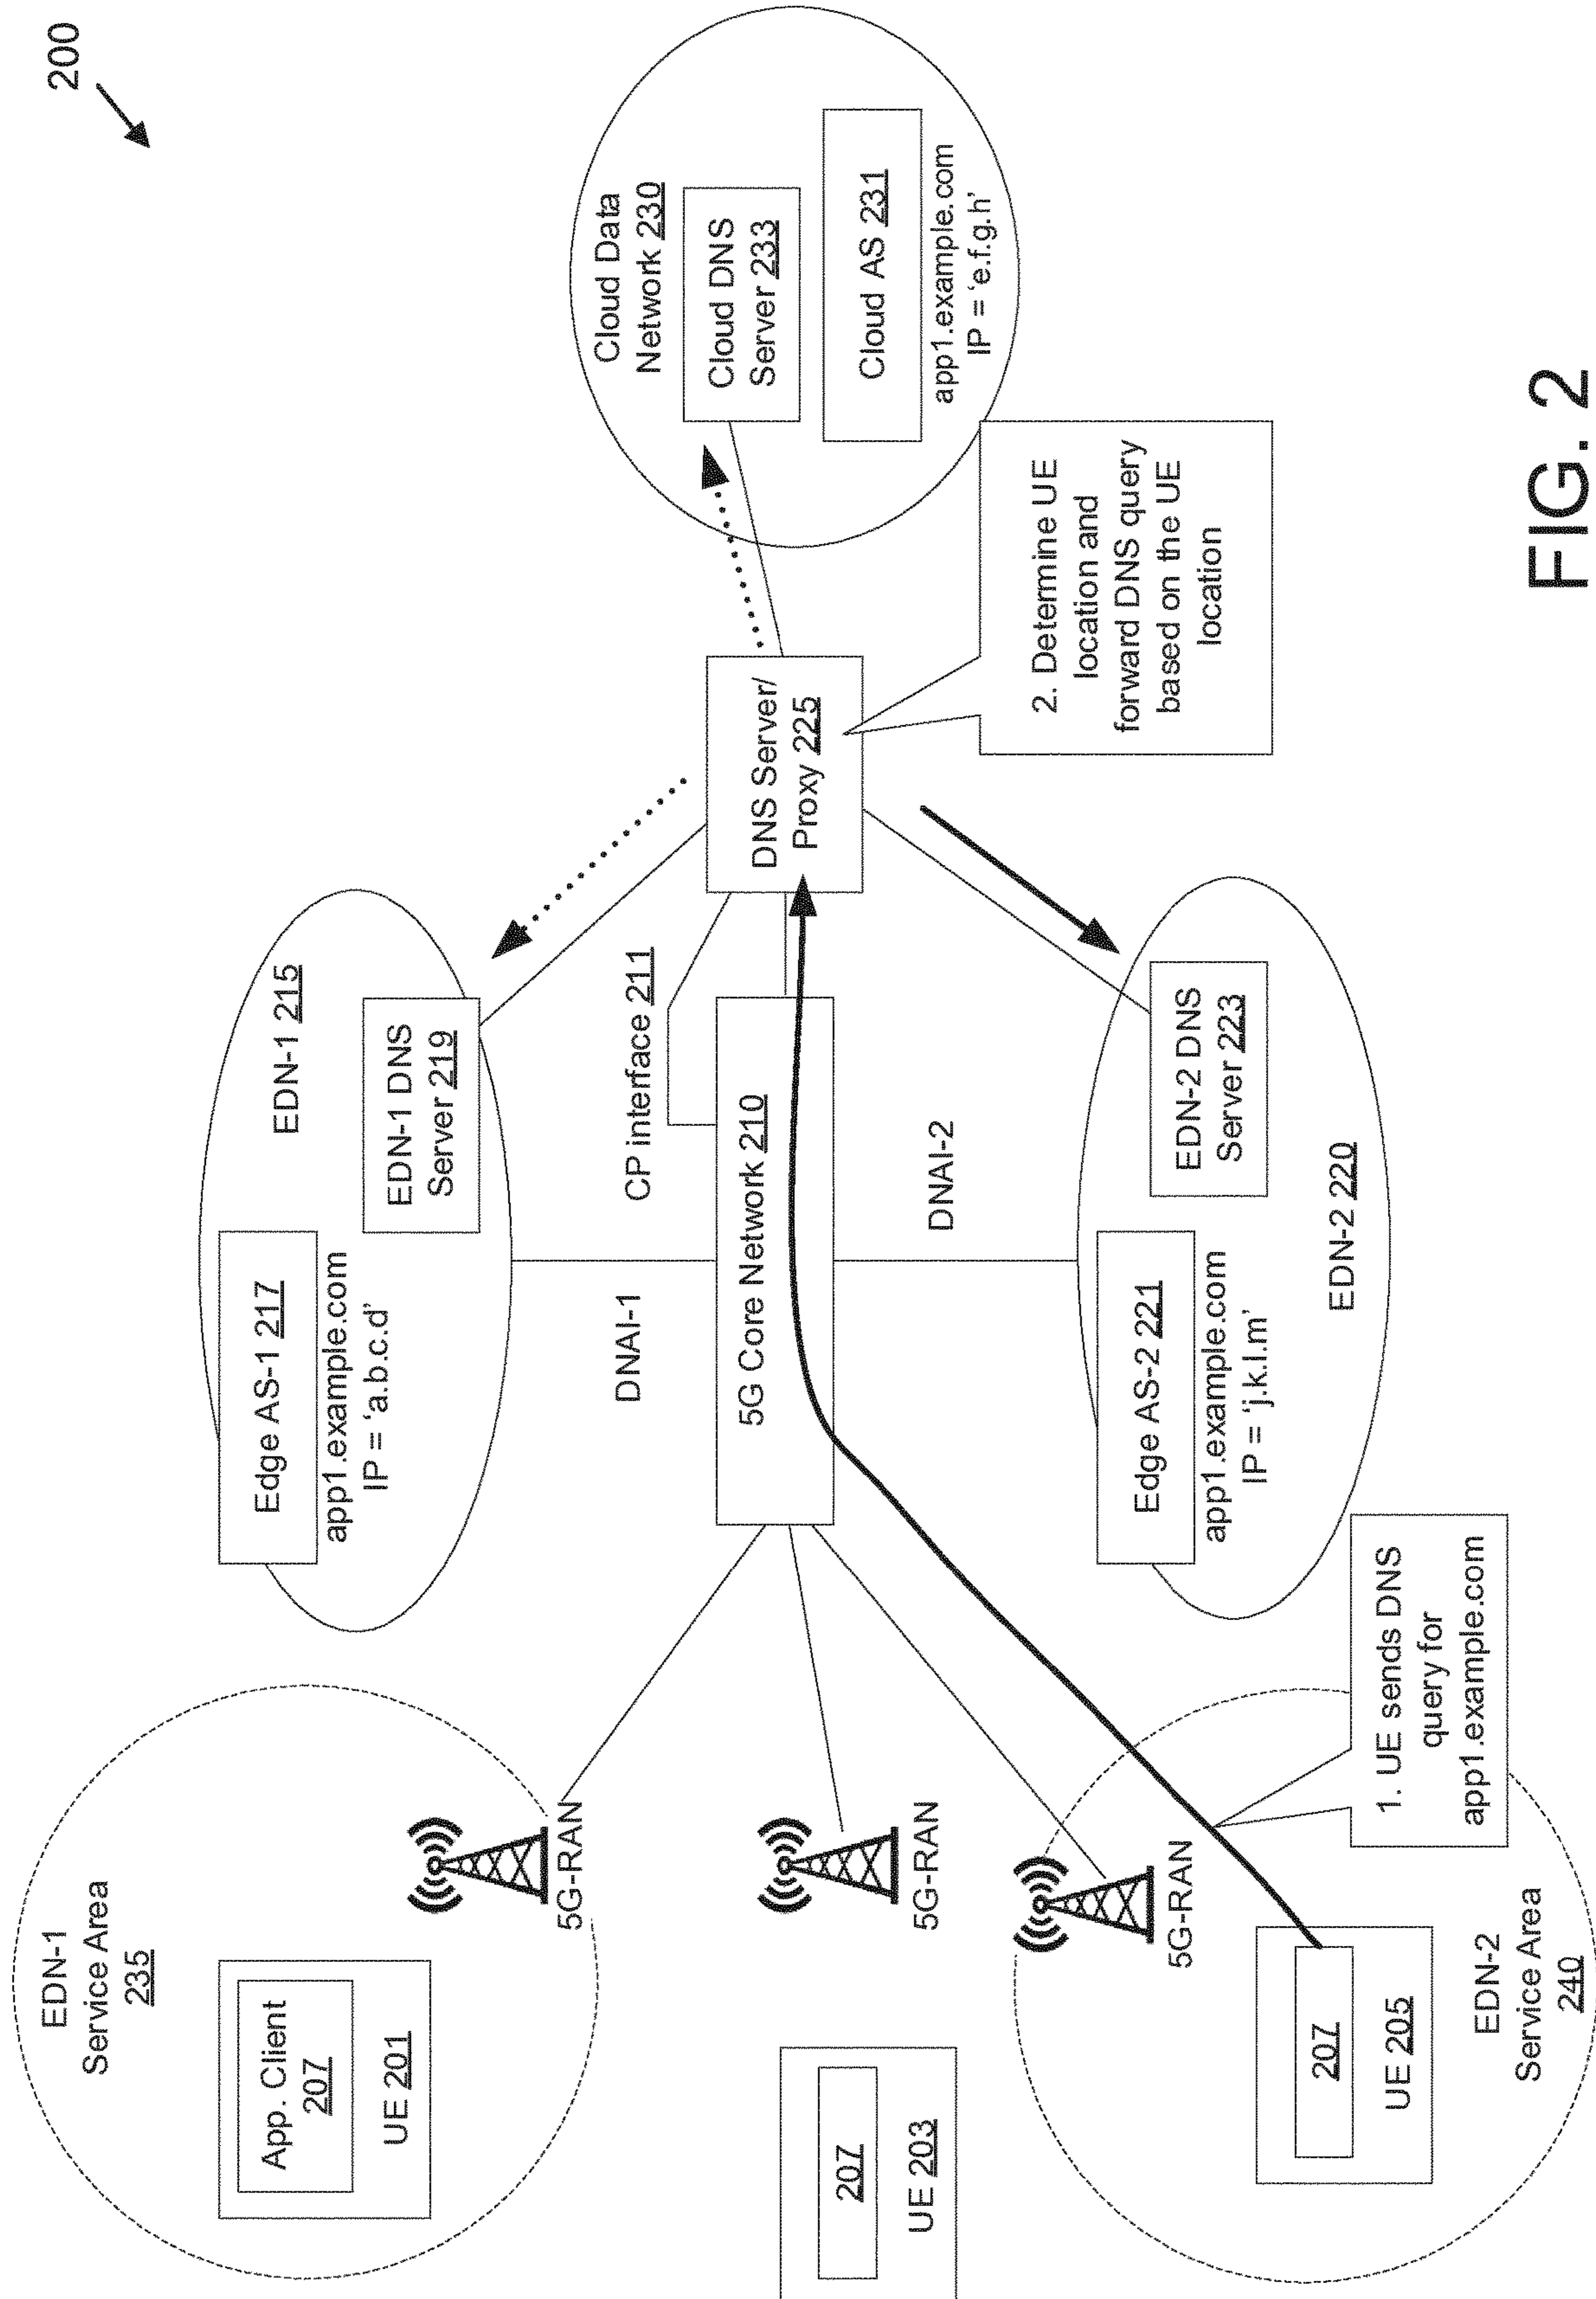 200
EDN-1
Service Area
235
App. Client
207
UE 201
5G-RAN
207
UE 203
5G-RAN
5G-RAN
207
UE 205
EDN-2
Service Area
240
1. UE sends DNS
query for
app1.example.com
EDN-1 215
Edge AS-1 217
app1.example.com
IP = ‘a.b.c.d’
EDN-1 DNS
Server 219
DNAI-1
CP interface 211
5G Core Network 210
DNAI-2
Edge AS-2 221
app1.example.com
IP = ‘j.k.l.m’
EDN-2 DNS
Server 223
EDN-2 220
DNS Server/
Proxy 225
2. Determine UE
location and
forward DNS query
based on the UE
location
Cloud Data
Network 230
Cloud DNS
Server 233
Cloud AS 231
app1.example.com
IP = ‘e.f.g.h’
FIG. 2